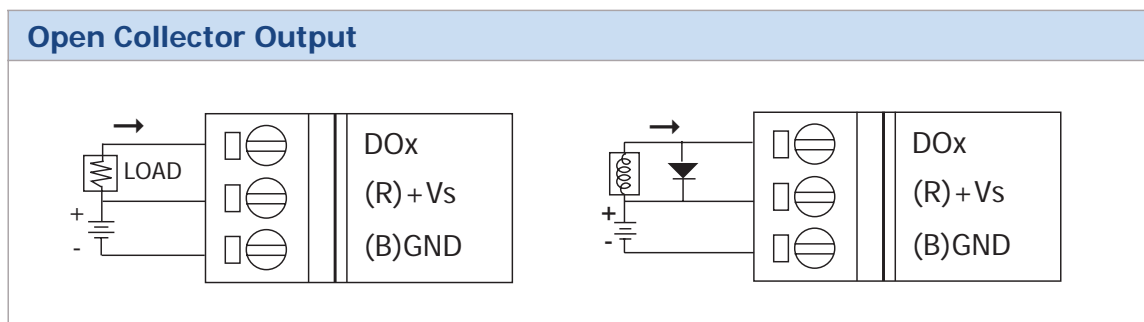 Open Collector Output
LOAD
+
-
DOx
(R)+Vs
(B)GND
+
-
DOx
(R)+Vs
(B)GND